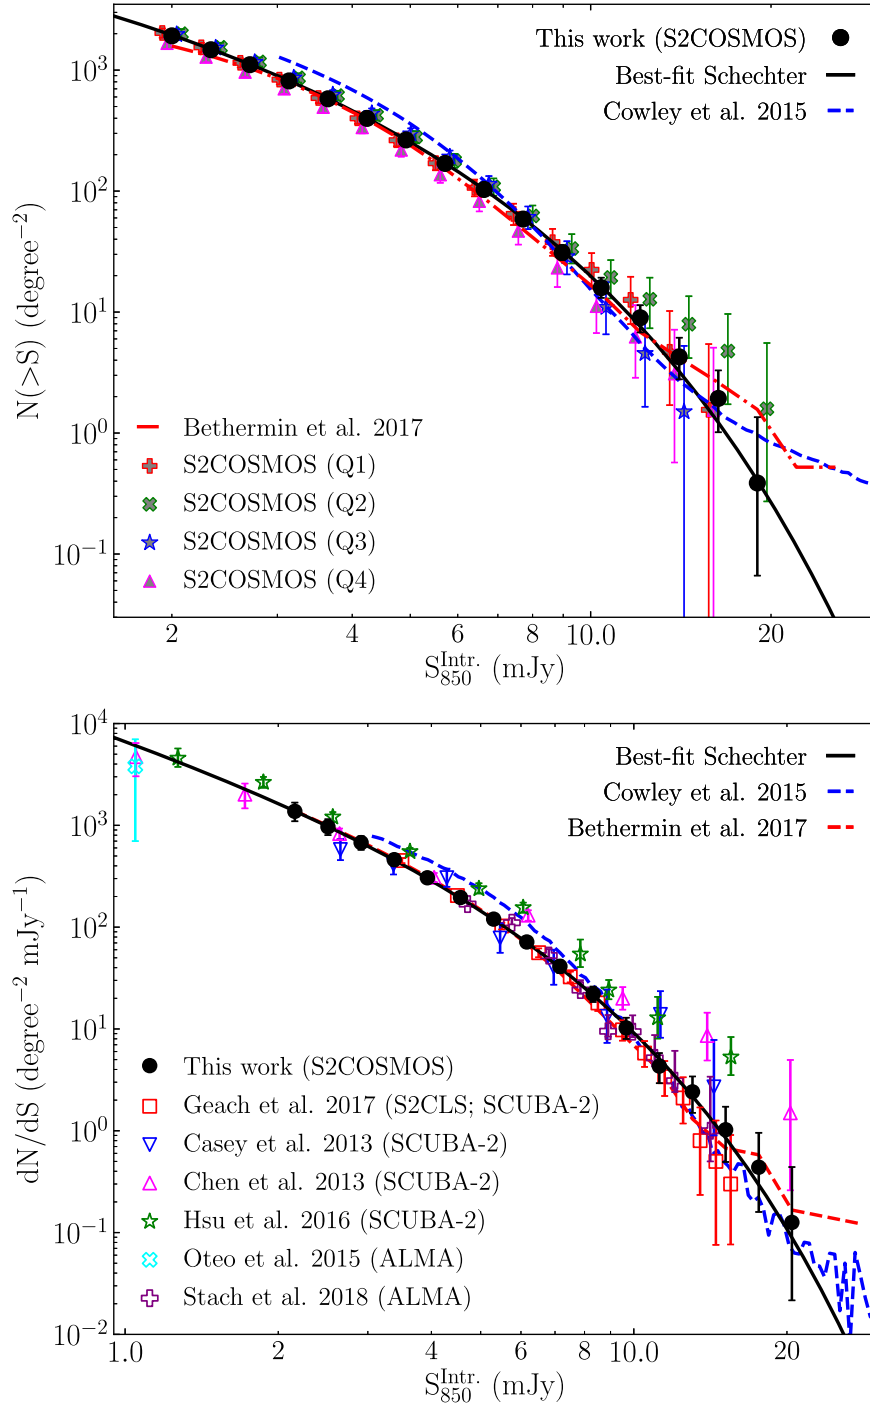 This work (S2COSMOS)
Best-fit Schechter
Cowley et al. 2015
10³
10²
10¹
10⁰
10⁻¹
N(>S) (degree⁻²)
Bethermin et al. 2017
S2COSMOS (Q1)
S2COSMOS (Q2)
S2COSMOS (Q3)
S2COSMOS (Q4)
2 4 6 8 10.0 20
S₈₅₀^Intr. (mJy)
10⁴
10³
10²
10¹
10⁰
10⁻¹
10⁻²
dN/dS (degree⁻² mJy⁻¹)
Best-fit Schechter
Cowley et al. 2015
Bethermin et al. 2017
This work (S2COSMOS)
Geach et al. 2017 (S2CLS; SCUBA-2)
Casey et al. 2013 (SCUBA-2)
Chen et al. 2013 (SCUBA-2)
Hsu et al. 2016 (SCUBA-2)
Oteo et al. 2015 (ALMA)
Stach et al. 2018 (ALMA)
1.0 2 4 6 8 10.0 20
S₈₅₀^Intr. (mJy)